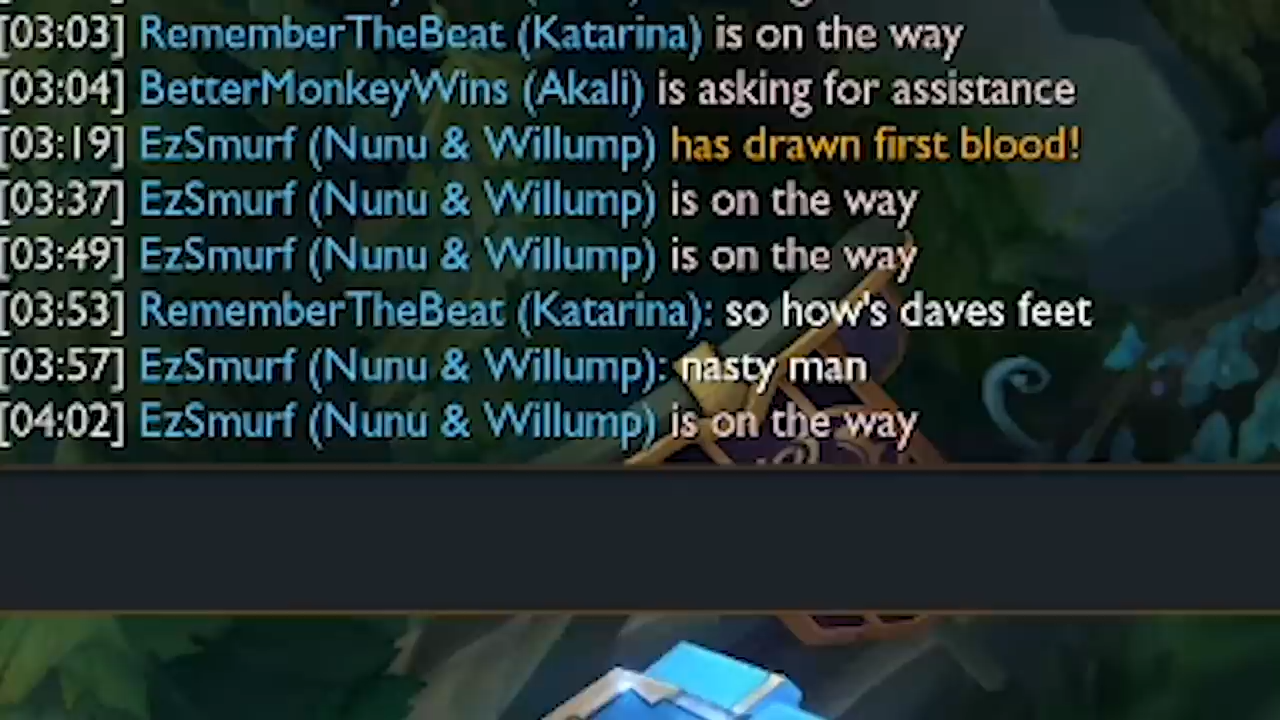 [03:03] RememberTheBeat (Katarina) is on the way
[03:04] BetterMonkeyWins (Akali) is asking for assistance
[03:19] EzSmurf (Nunu & Willump) has drawn first blood!
[03:37] EzSmurf (Nunu & Willump) is on the way
[03:49] EzSmurf (Nunu & Willump) is on the way
[03:53] RememberTheBeat (Katarina): so how's daves feet
[03:57] EzSmurf (Nunu & Willump): nasty man
[04:02] EzSmurf (Nunu & Willump) is on the way